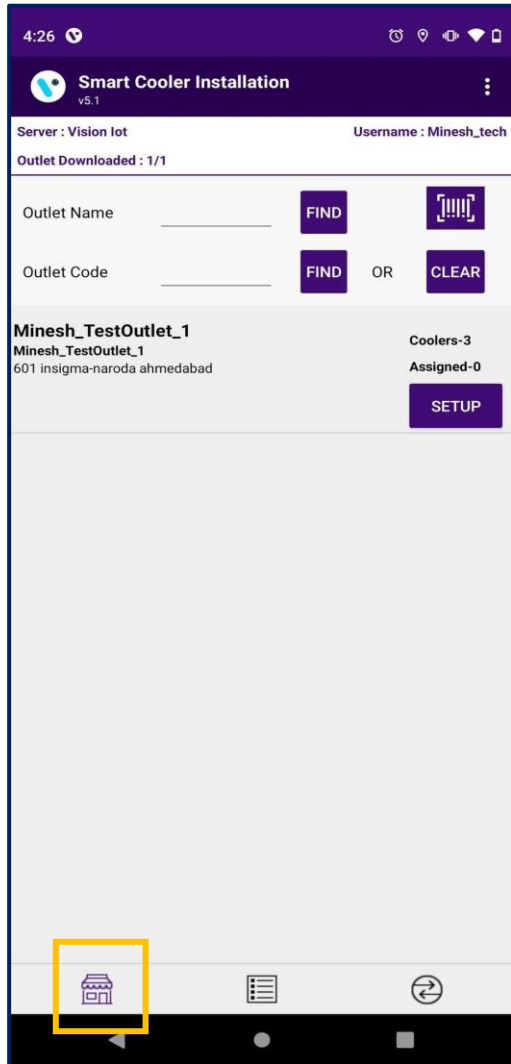 4:26
Smart Cooler Installation
v5.1
Server : Vision Iot Username : Minesh_tech
Outlet Downloaded : 1/1
Outlet Name FIND
Outlet Code FIND OR CLEAR
Minesh_TestOutlet_1
Minesh_TestOutlet_1
601 insigma-naroda ahmedabad
Coolers-3
Assigned-0
SETUP